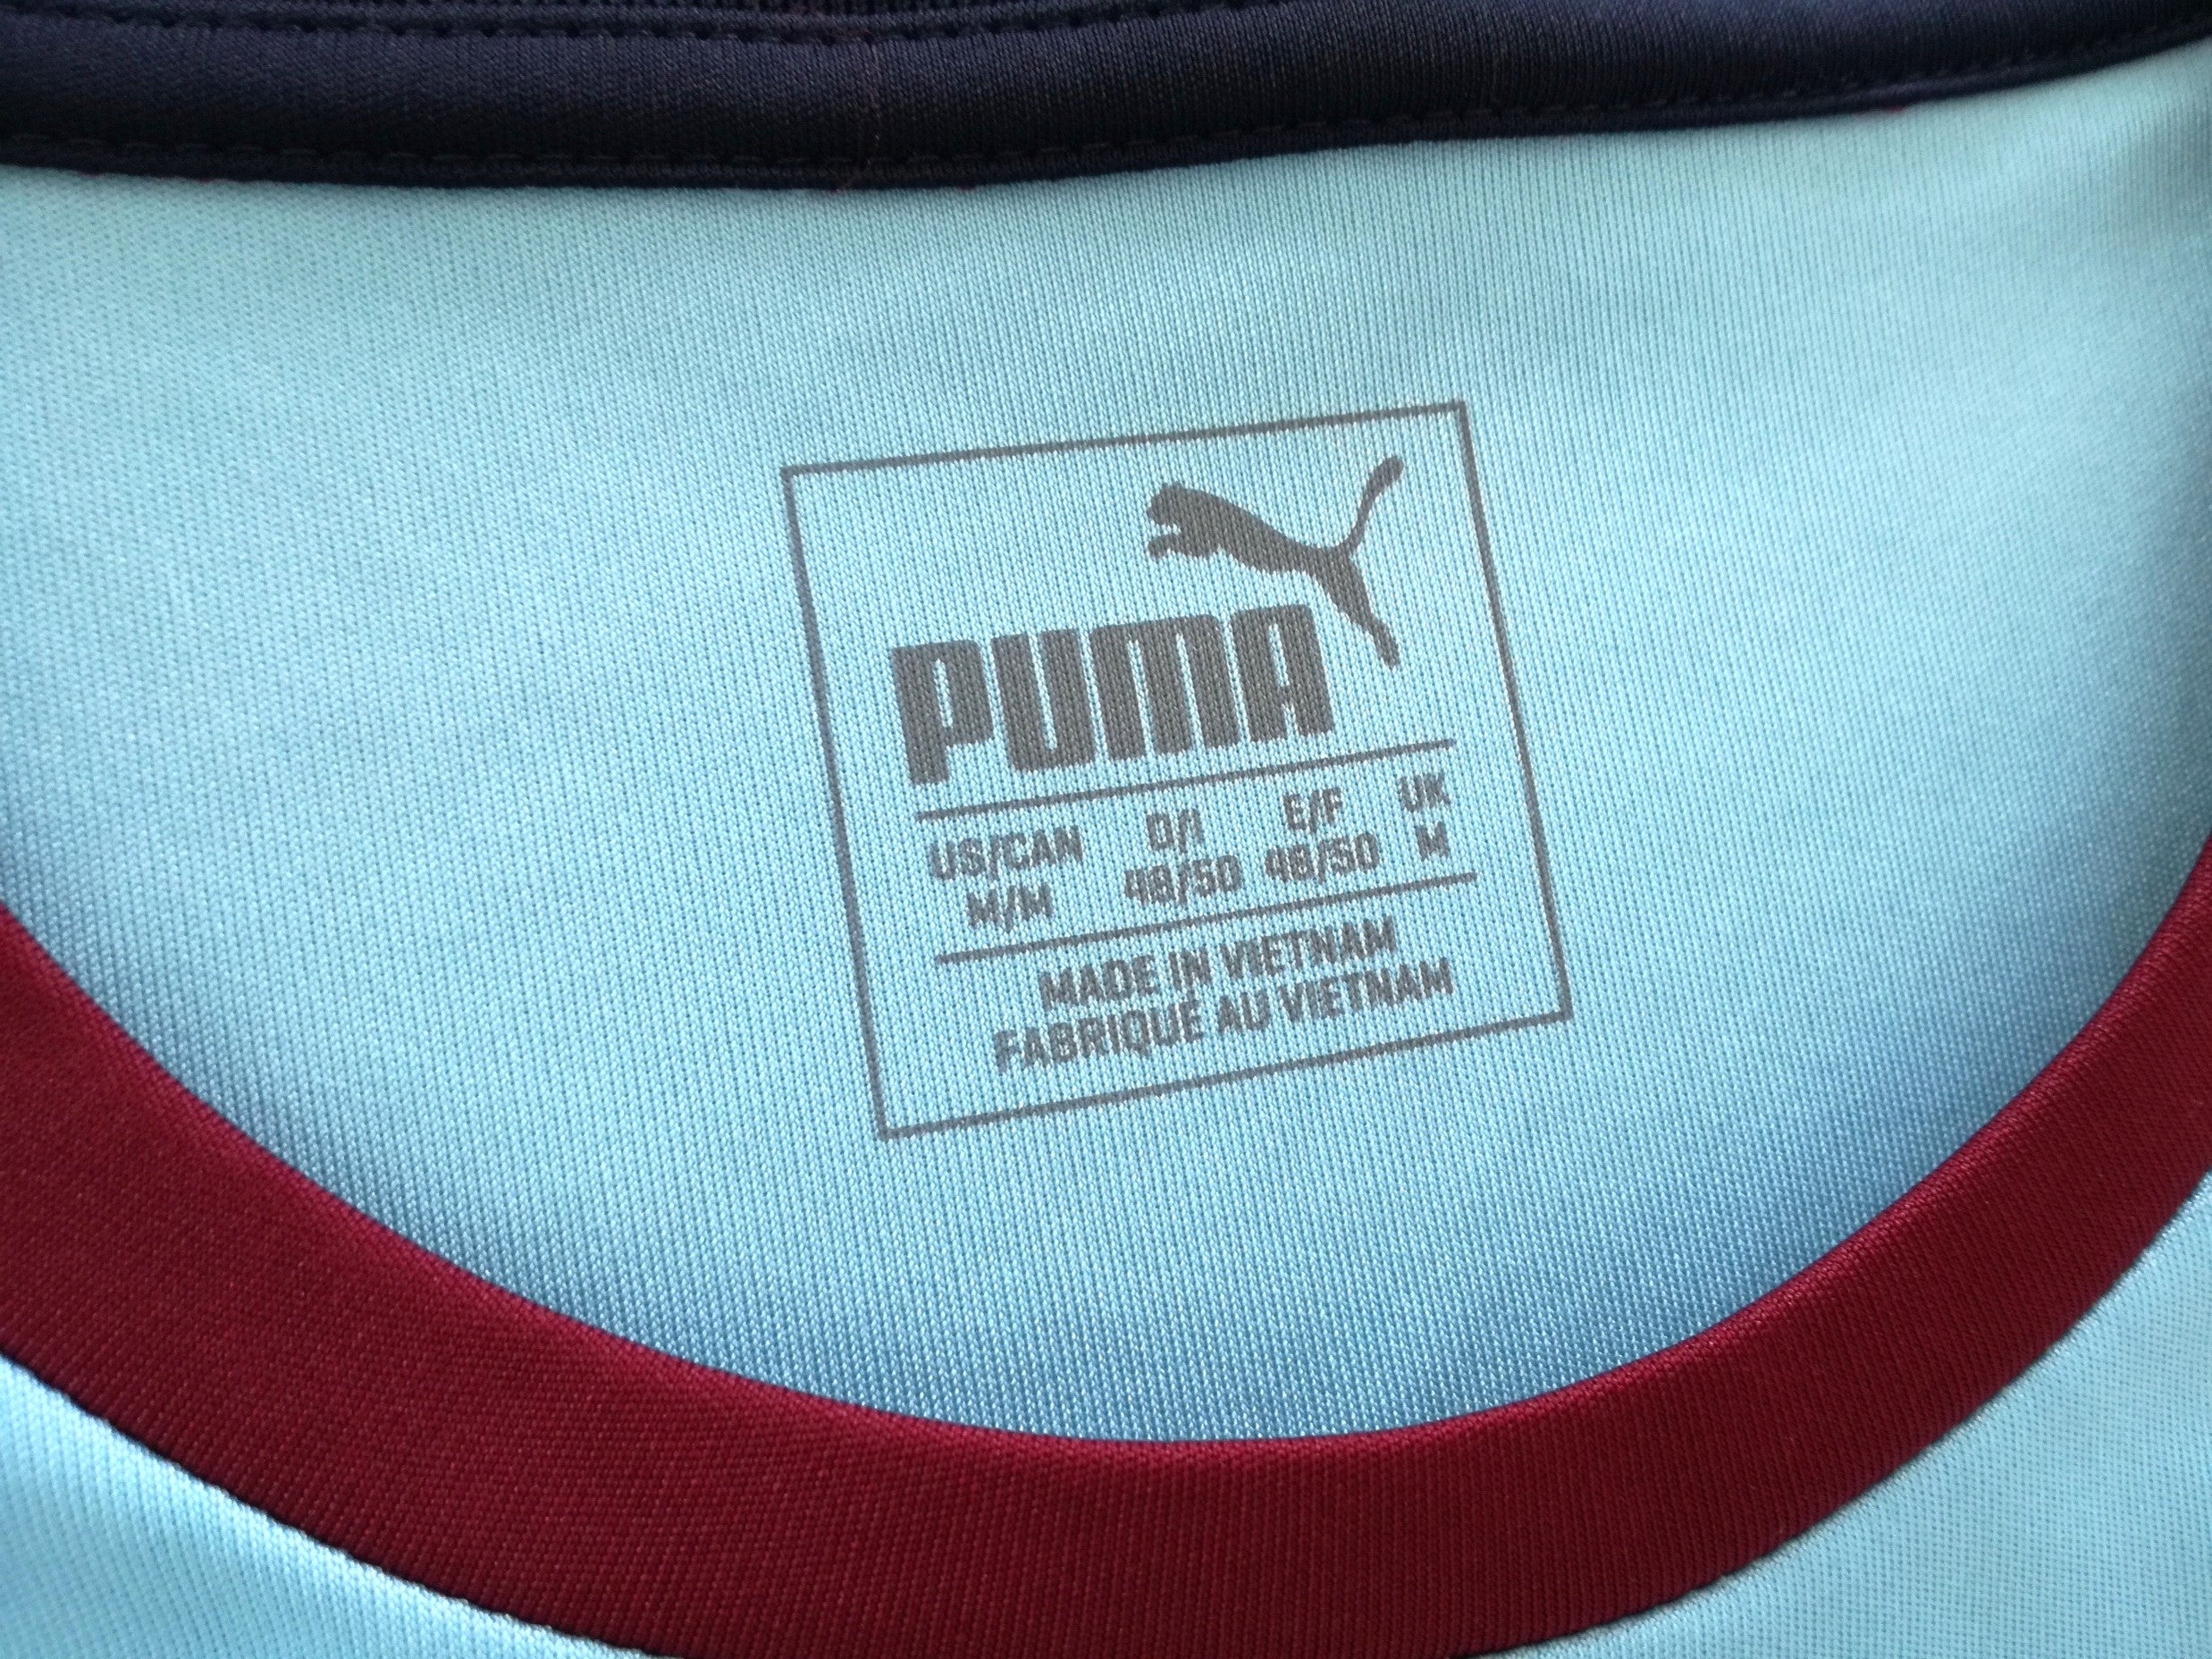 PUMA
US/CAN D/I E/F UK
M/M 48/50 48/50 M
MADE IN VIETNAM
FABRIQUÉ AU VIETNAM